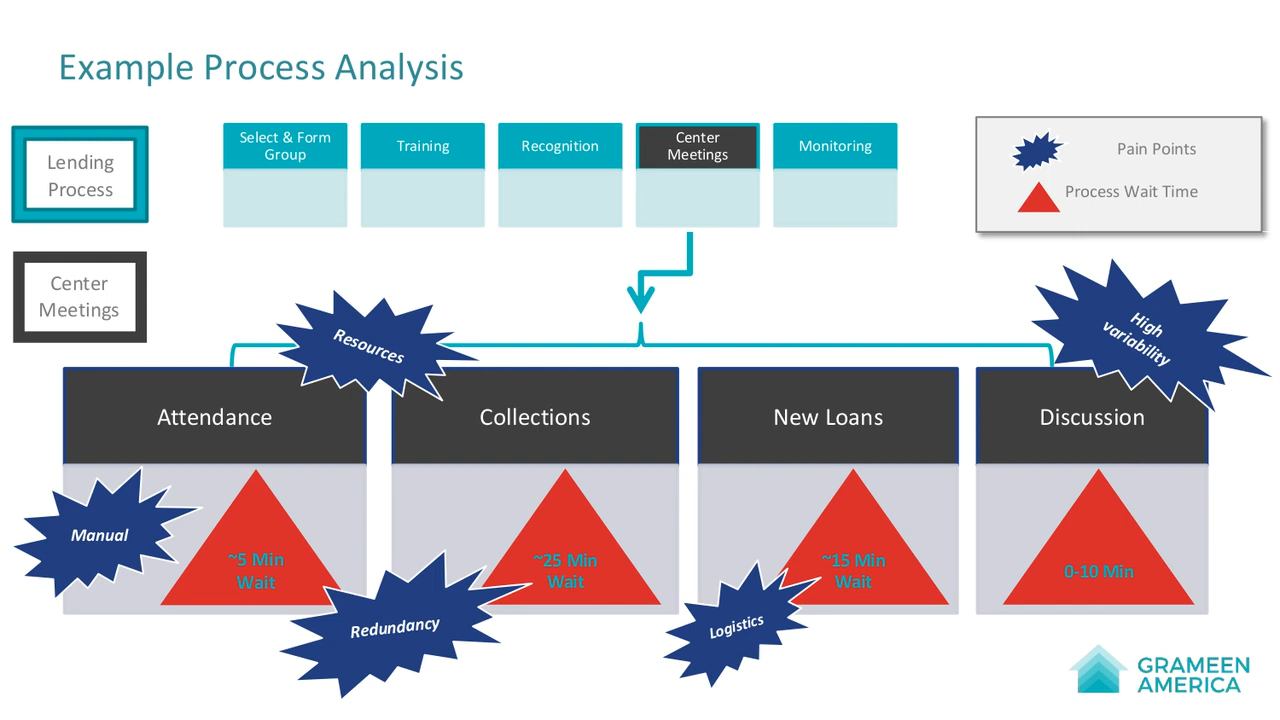 Example Process Analysis
Lending
Process
Select & Form
Group
Training
Recognition
Center
Meetings
Monitoring
Pain Points
Process Wait Time
Center
Meetings
Resources
High
variability
Attendance
Collections
New Loans
Discussion
Manual
~5 Min
Wait
~25 Min
Wait
~15 Min
Wait
0-10 Min
Redundancy
Logistics
GRAMEEN
AMERICA